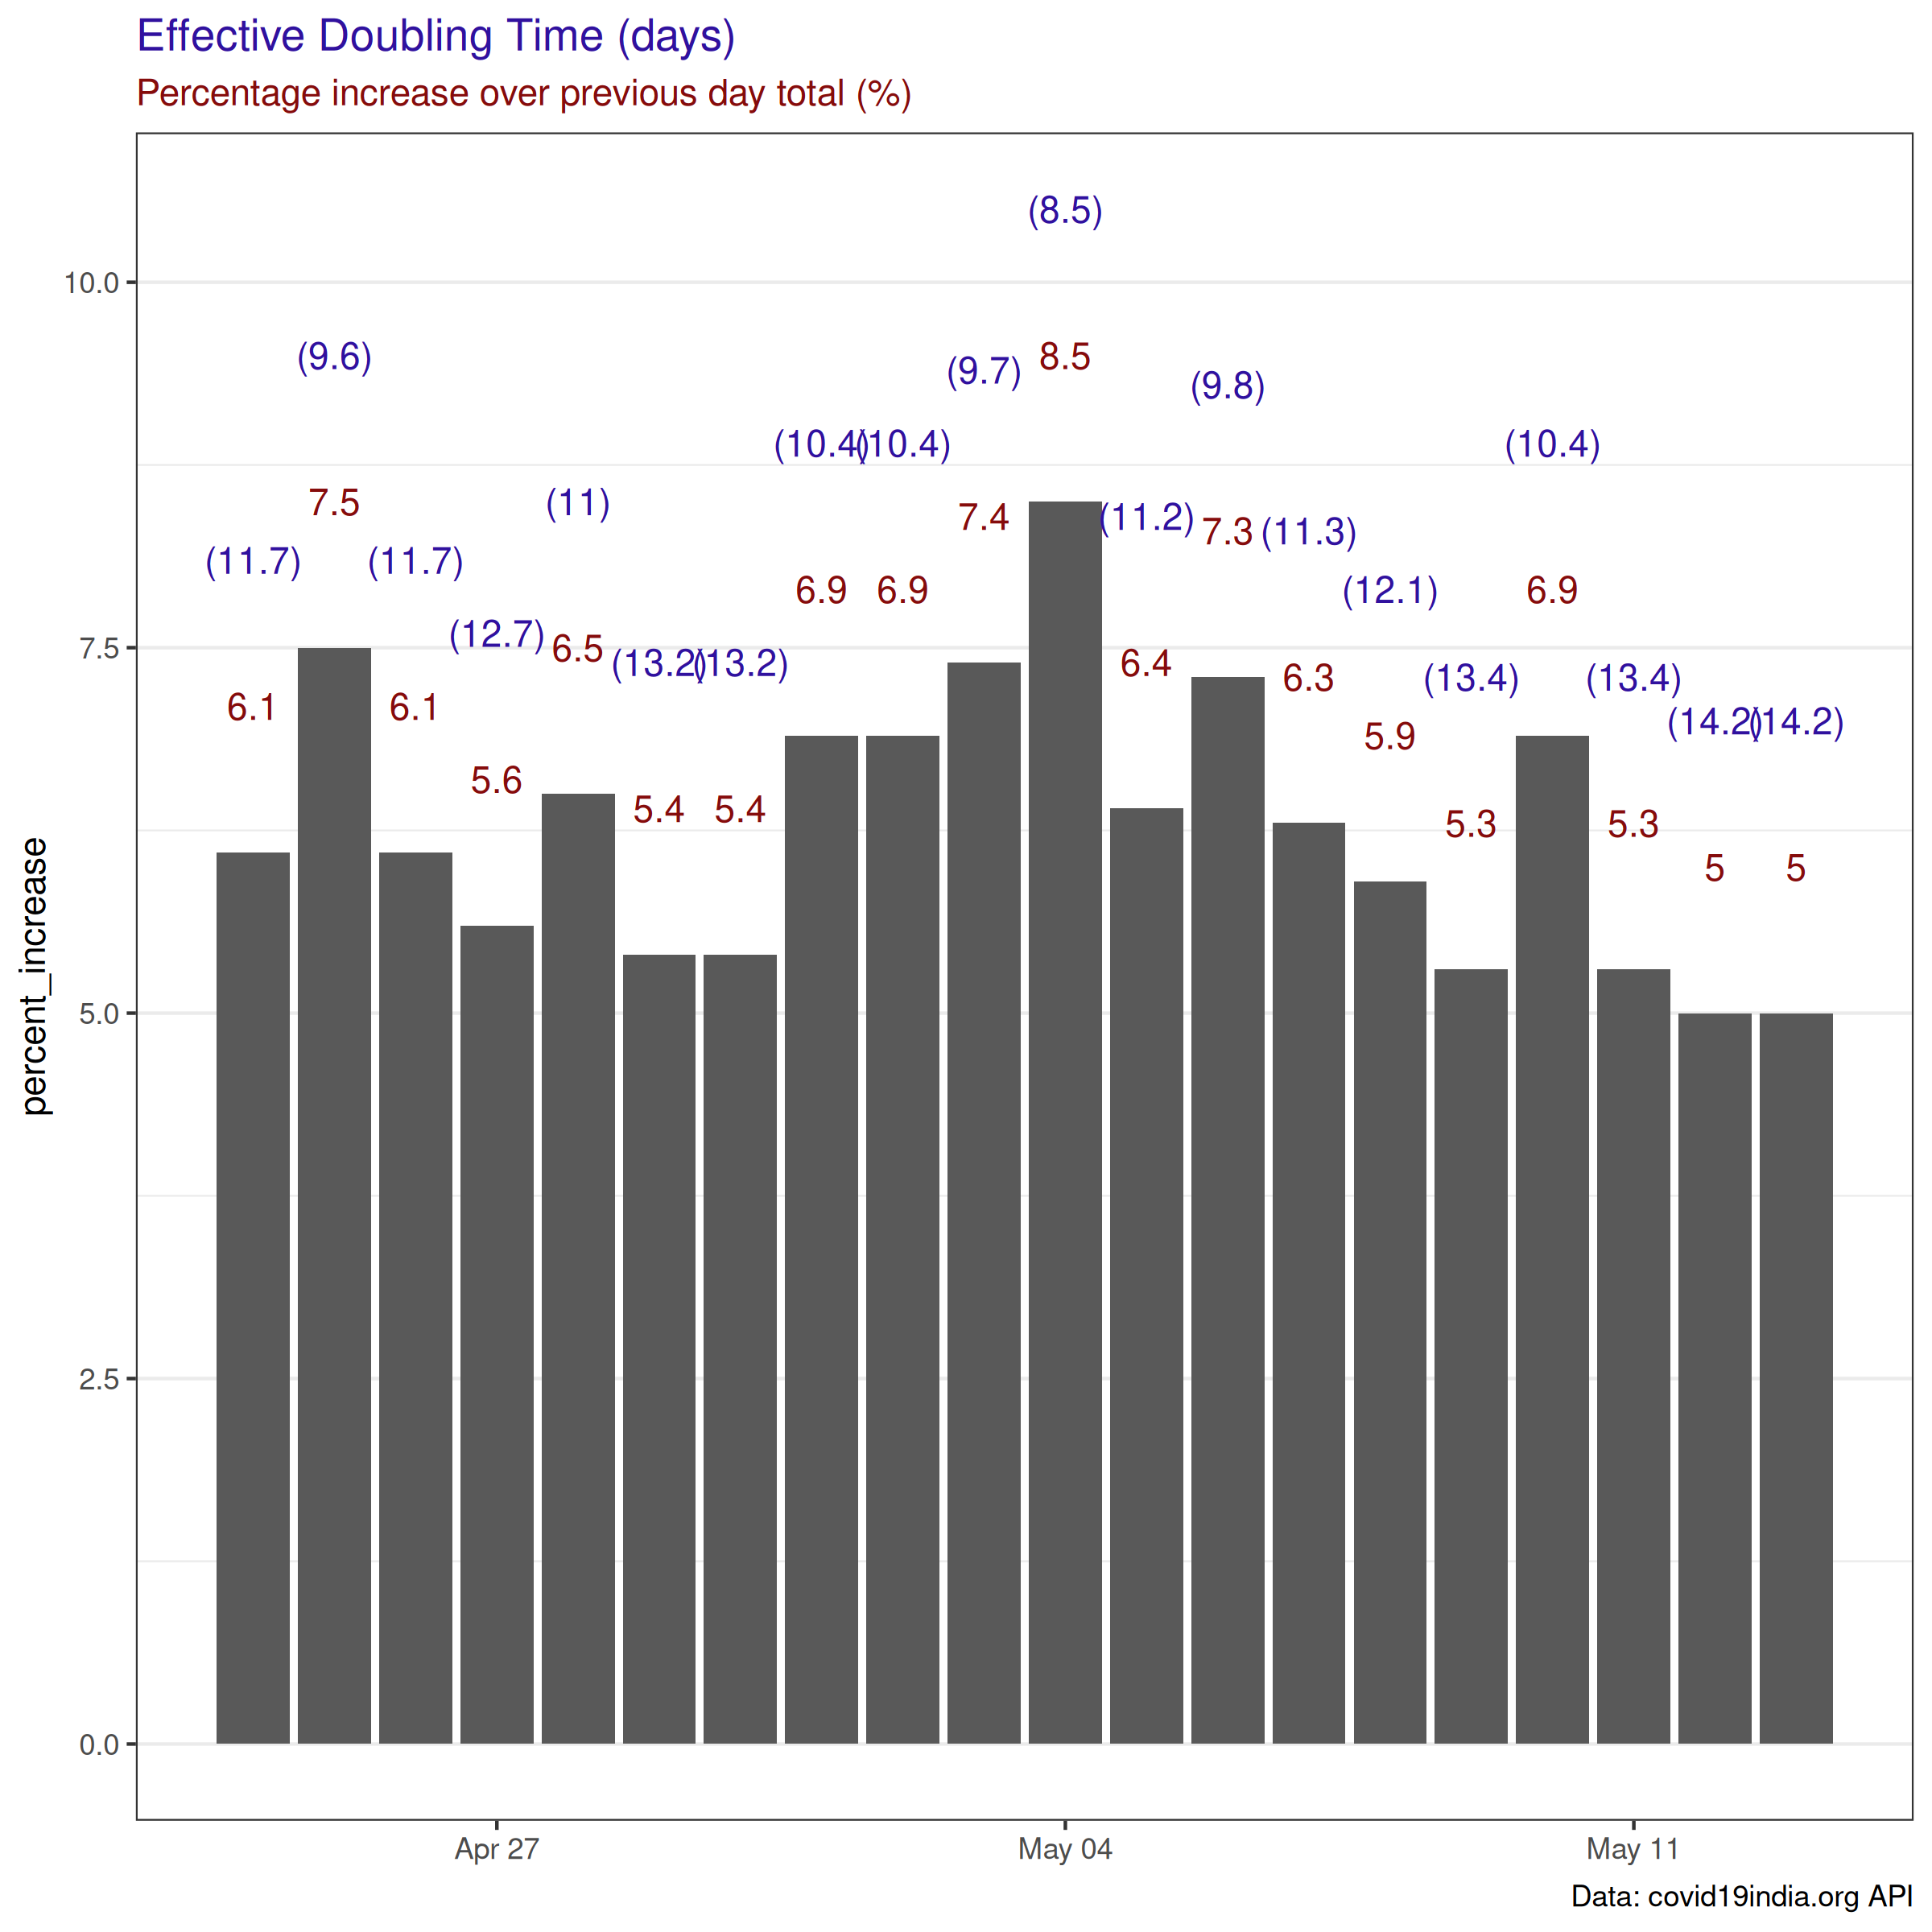 Effective Doubling Time (days)
Percentage increase over previous day total (%)
(8.5)
10.0
(9.6) (9.7) 8.5 (9.8)
(10.4) (10.4) (10.4)
7.5 (11) 7.4 (11.2) 7.3 (11.3)
(11.7) (11.7) 6.9 6.9 (12.1) 6.9
7.5 (12.7) 6.5 (13.2) (13.2) 6.4 6.3 (13.4) (13.4)
6.1 6.1 5.9 (14.2) (14.2)
5.6 5.4 5.4 5.3 5.3
5 5
percent_increase
5.0
2.5
0.0
Apr 27 May 04 May 11
Data: covid19india.org API